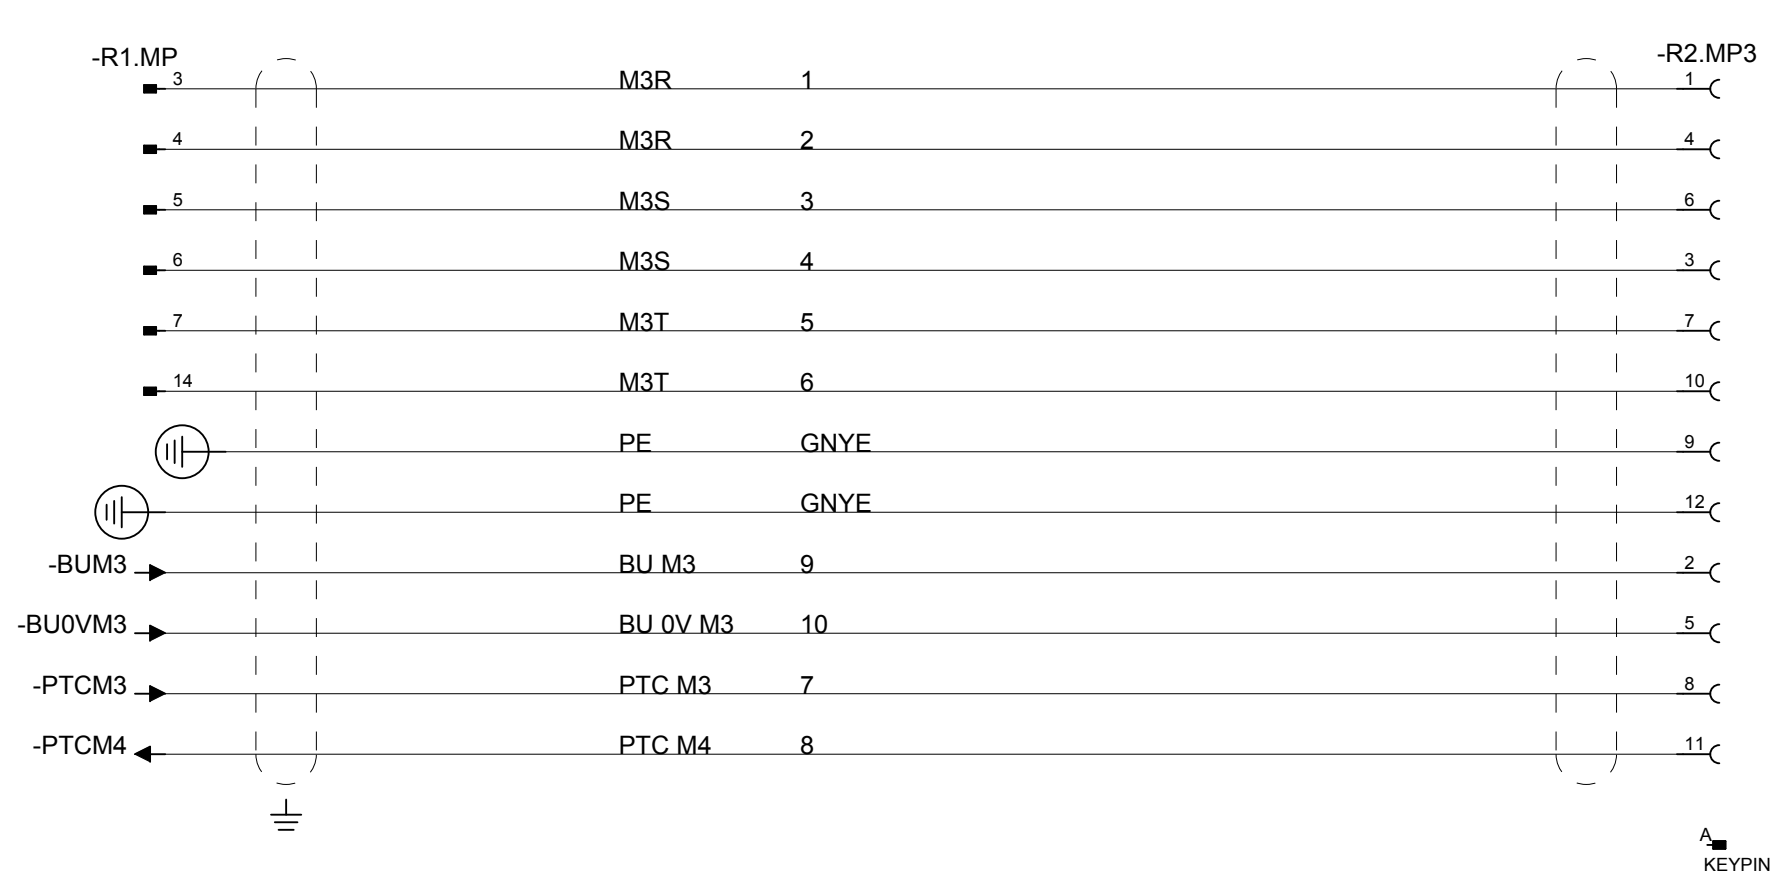 -R1.MP -R2.MP3
3 M3R 1 1
4 M3R 2 4
5 M3S 3 6
6 M3S 4 3
7 M3T 5 7
14 M3T 6 10
PE GNYE 9
PE GNYE 12
-BUM3 BU M3 9 2
-BU0VM3 BU 0V M3 10 5
-PTCM3 PTC M3 7 8
-PTCM4 PTC M4 8 11
A
KEYPIN